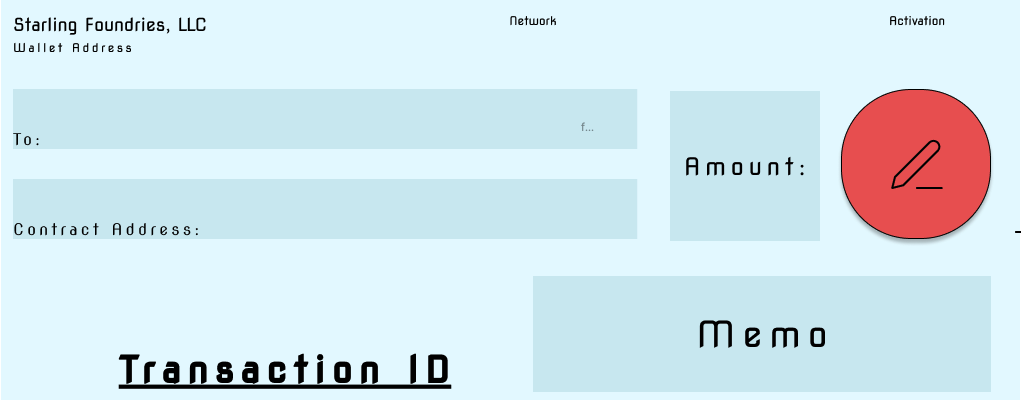 Starling Foundries, LLC
Network
Activation
Wallet Address
f...
To:
Amount:
Contract Address:
Memo
Transaction ID